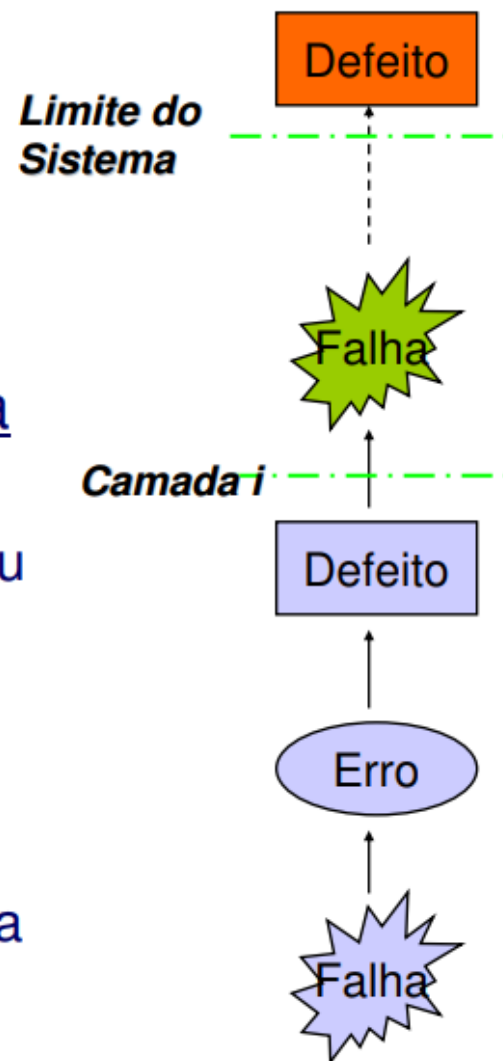 Defeito
Limite do
Sistema
Falha
a
Camada i
u
Defeito
Erro
a
Falha